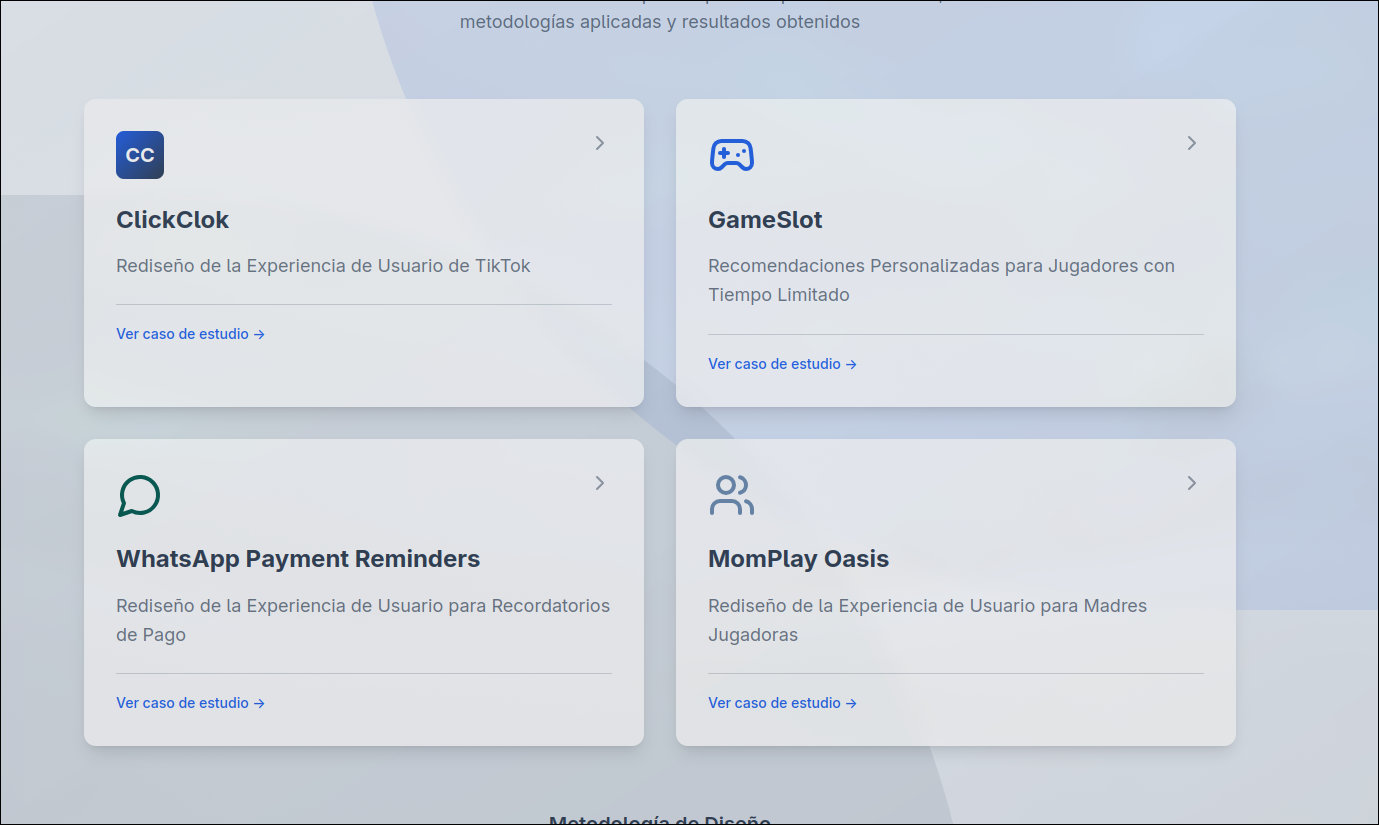 metodologías aplicadas y resultados obtenidos
CC
ClickClok
Rediseño de la Experiencia de Usuario de TikTok
Ver caso de estudio →
GameSlot
Recomendaciones Personalizadas para Jugadores con
Tiempo Limitado
Ver caso de estudio →
WhatsApp Payment Reminders
Rediseño de la Experiencia de Usuario para Recordatorios
de Pago
Ver caso de estudio →
MomPlay Oasis
Rediseño de la Experiencia de Usuario para Madres
Jugadoras
Ver caso de estudio →
Metodología de Diseño